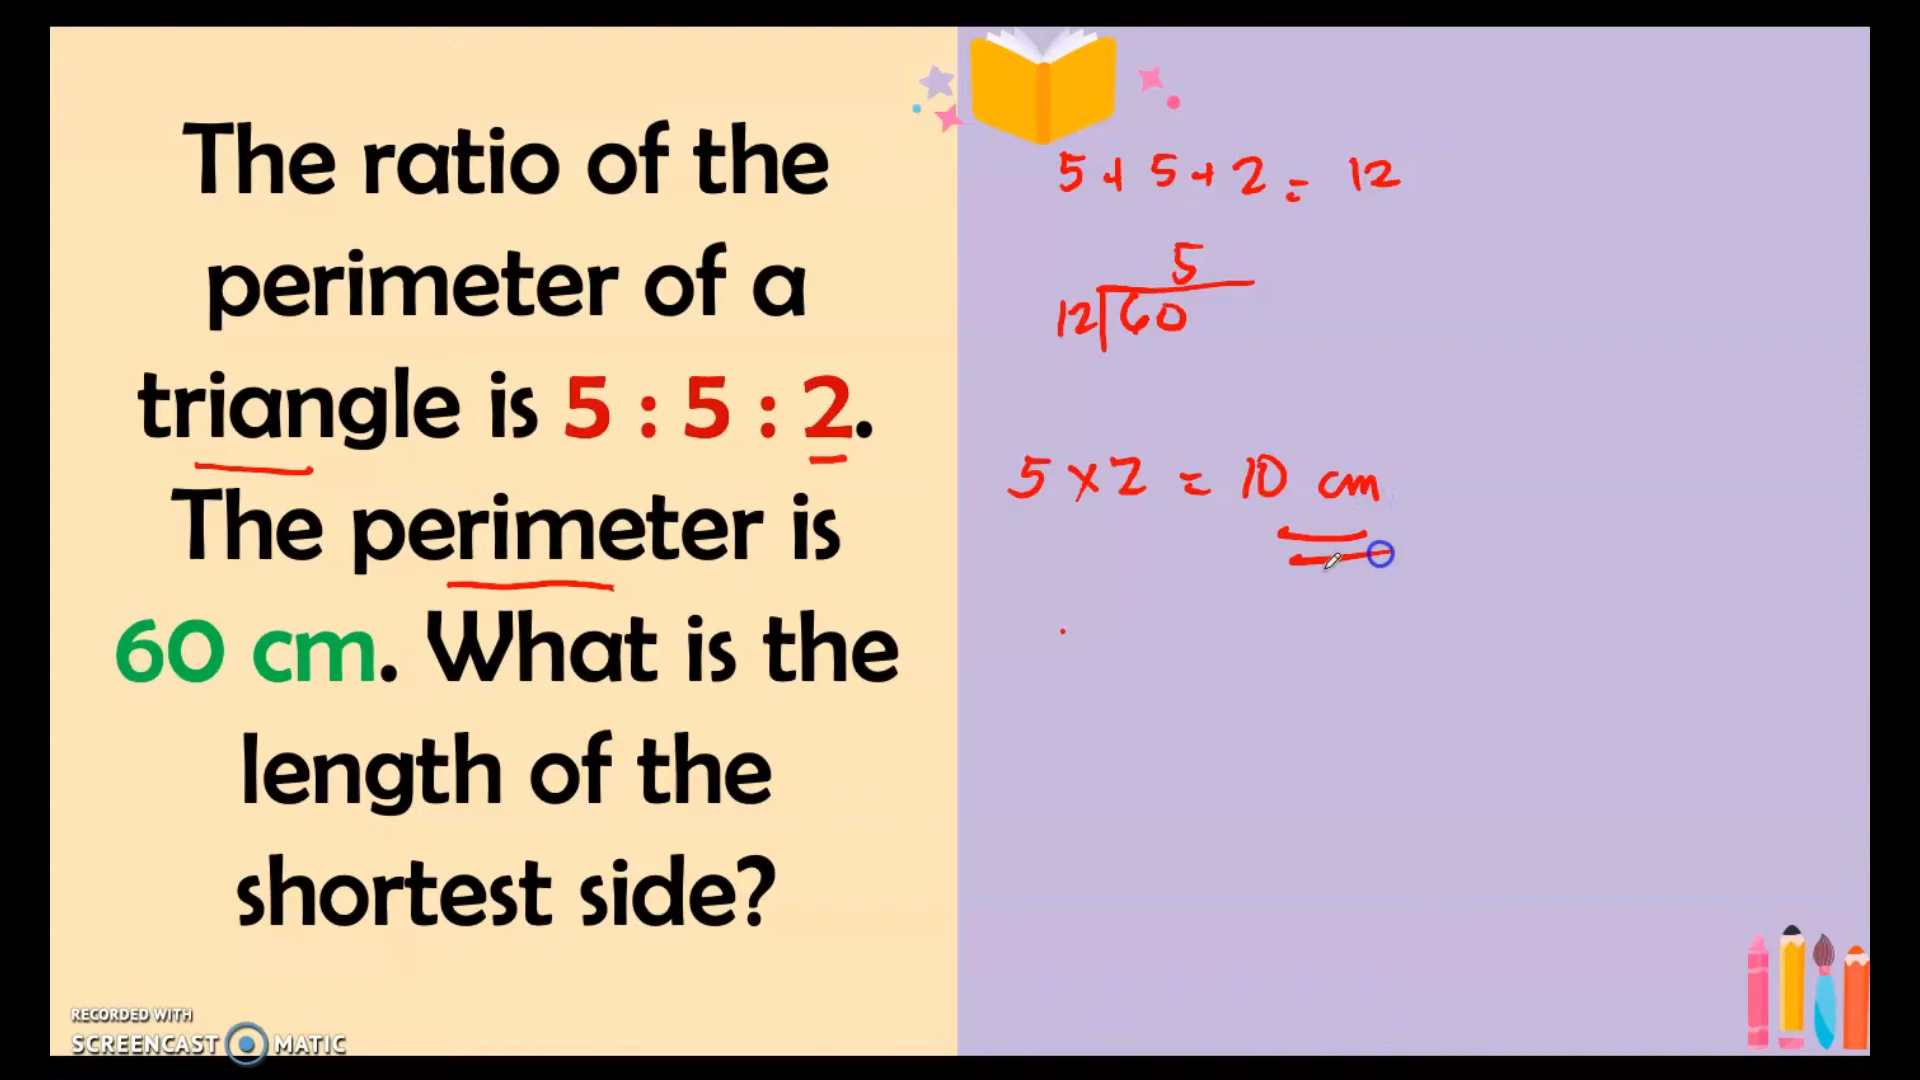 The ratio of the
perimeter of a
triangle is 5 : 5 : 2.
The perimeter is
60 cm. What is the
length of the
shortest side?
5 + 5 + 2 = 12
5
12 60
5 x 2 = 10 cm
RECORDED WITH
SCREENCAST MATIC